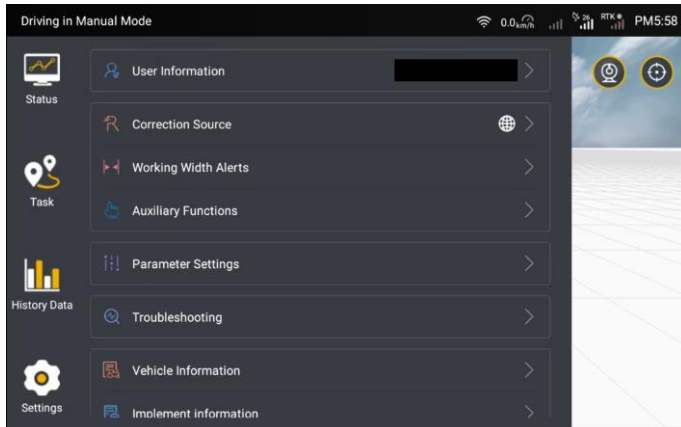 Driving in Manual Mode
0.0km/h
26
RTK
PM5:58
Status
User Information
Correction Source
Working Width Alerts
Task
Auxiliary Functions
Parameter Settings
History Data
Troubleshooting
Vehicle Information
Settings
Implement information